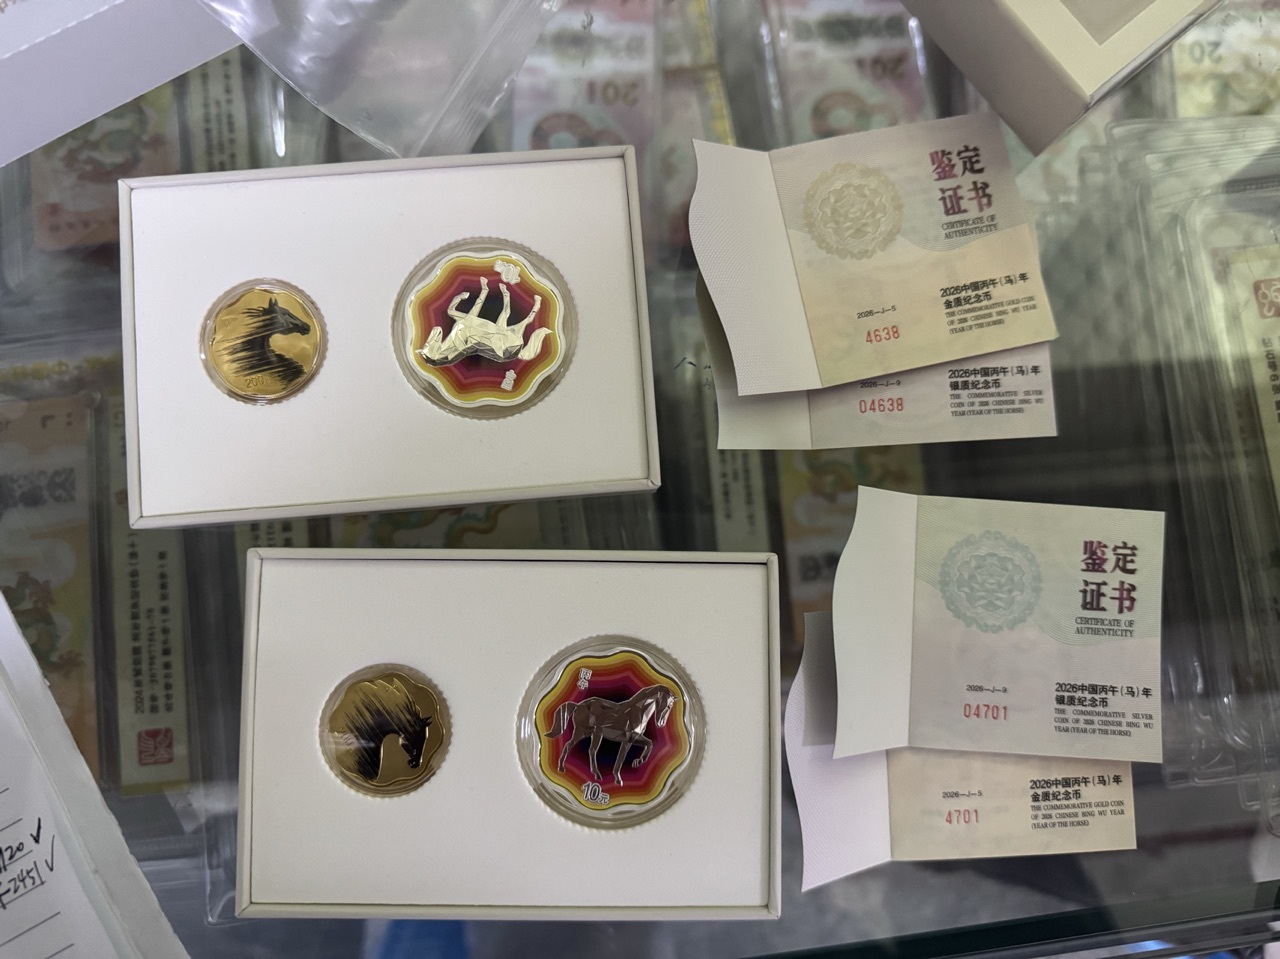 200
鉴定
证书
CERTIFICATE OF
AUTHENTICITY
2026中国丙午(马)年
金质纪念币
THE COMMEMORATIVE GOLD COIN
OF 2026 CHINESE BING WU YEAR
(YEAR OF THE HORSE)
2026-J-5
4638
2026-J-9
04638
2026中国丙午(马)年
银质纪念币
THE COMMEMORATIVE SILVER
COIN OF 2026 CHINESE BING WU
YEAR (YEAR OF THE HORSE)
丙午
10元
鉴定
证书
CERTIFICATE OF
AUTHENTICITY
2026-J-9
04701
2026中国丙午(马)年
银质纪念币
THE COMMEMORATIVE SILVER
COIN OF 2026 CHINESE BING WU
YEAR (YEAR OF THE HORSE)
2026-J-5
4701
2026中国丙午(马)年
金质纪念币
THE COMMEMORATIVE GOLD COIN
OF 2026 CHINESE BING WU YEAR
(YEAR OF THE HORSE)